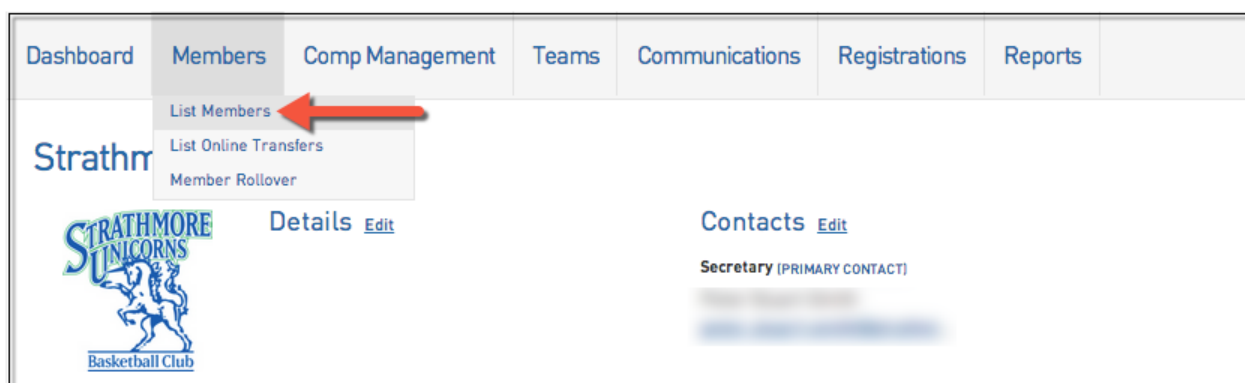 Dashboard Members Comp Management Teams Communications Registrations Reports
List Members
List Online Transfers
Member Rollover
STRATHMORE
UNICORNS
Basketball Club
Details Edit
Contacts Edit
Secretary (PRIMARY CONTACT)